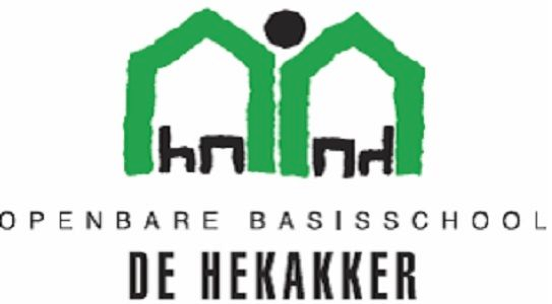 OPENBARE BASISSCHOOL
DE HEKAKKER